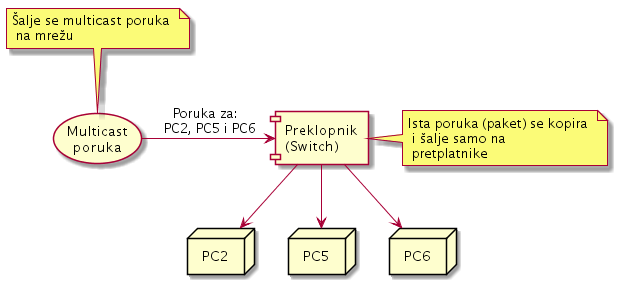 Šalje se multicast poruka
na mrežu
Multicast
poruka
Poruka za:
PC2, PC5 i PC6
Preklopnik
(Switch)
Ista poruka (paket) se kopira
i šalje samo na
pretplatnike
PC2
PC5
PC6